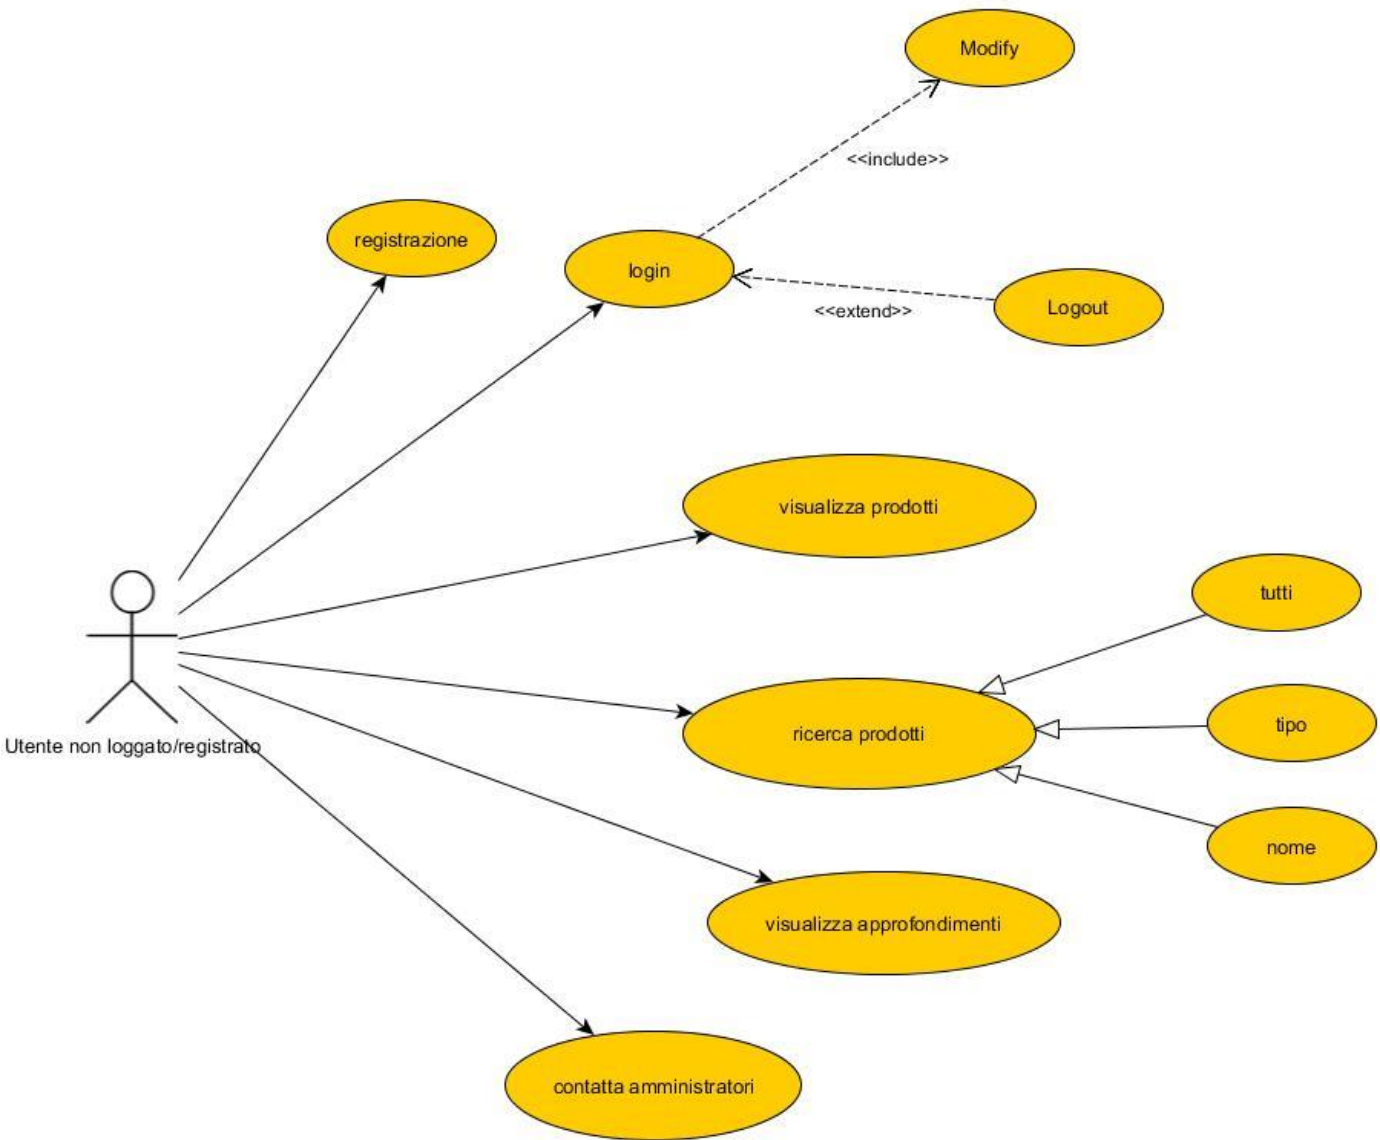 Modify
<<include>>
registrazione
login
<<extend>>
Logout
visualizza prodotti
tutti
ricerca prodotti
tipo
Utente non loggato/registrato
nome
visualizza approfondimenti
contatta amministratori